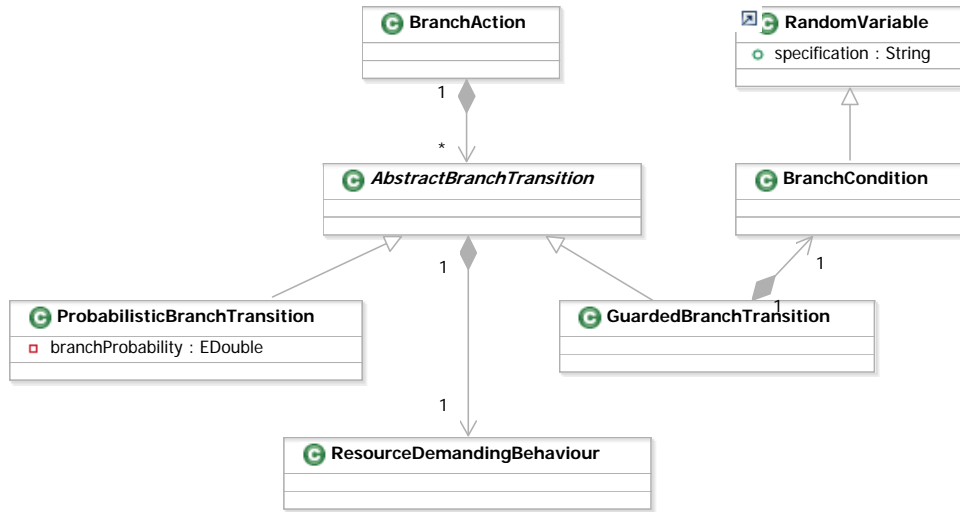 BranchAction
RandomVariable
specification : String
1
*
AbstractBranchTransition
BranchCondition
1
1
ProbabilisticBranchTransition
branchProbability : EDouble
GuardedBranchTransition
1
1
ResourceDemandingBehaviour